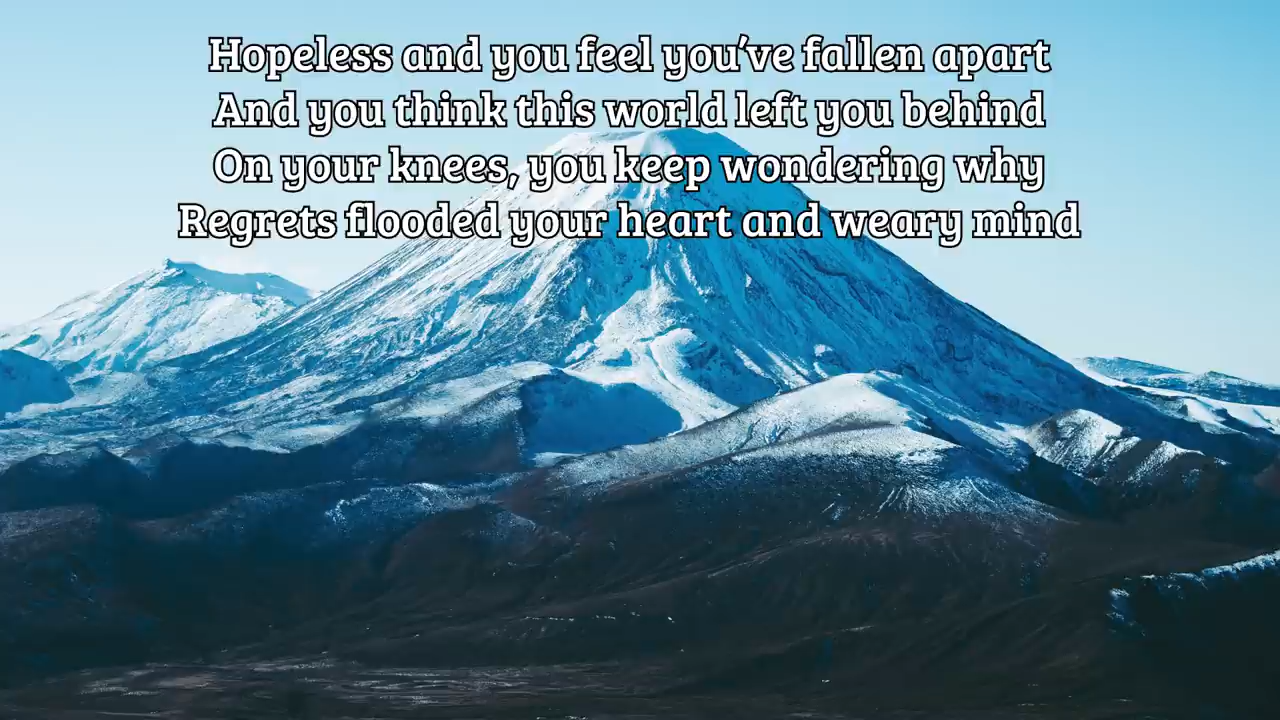 Hopeless and you feel you’ve fallen apart
And you think this world left you behind
On your knees, you keep wondering why
Regrets flooded your heart and weary mind